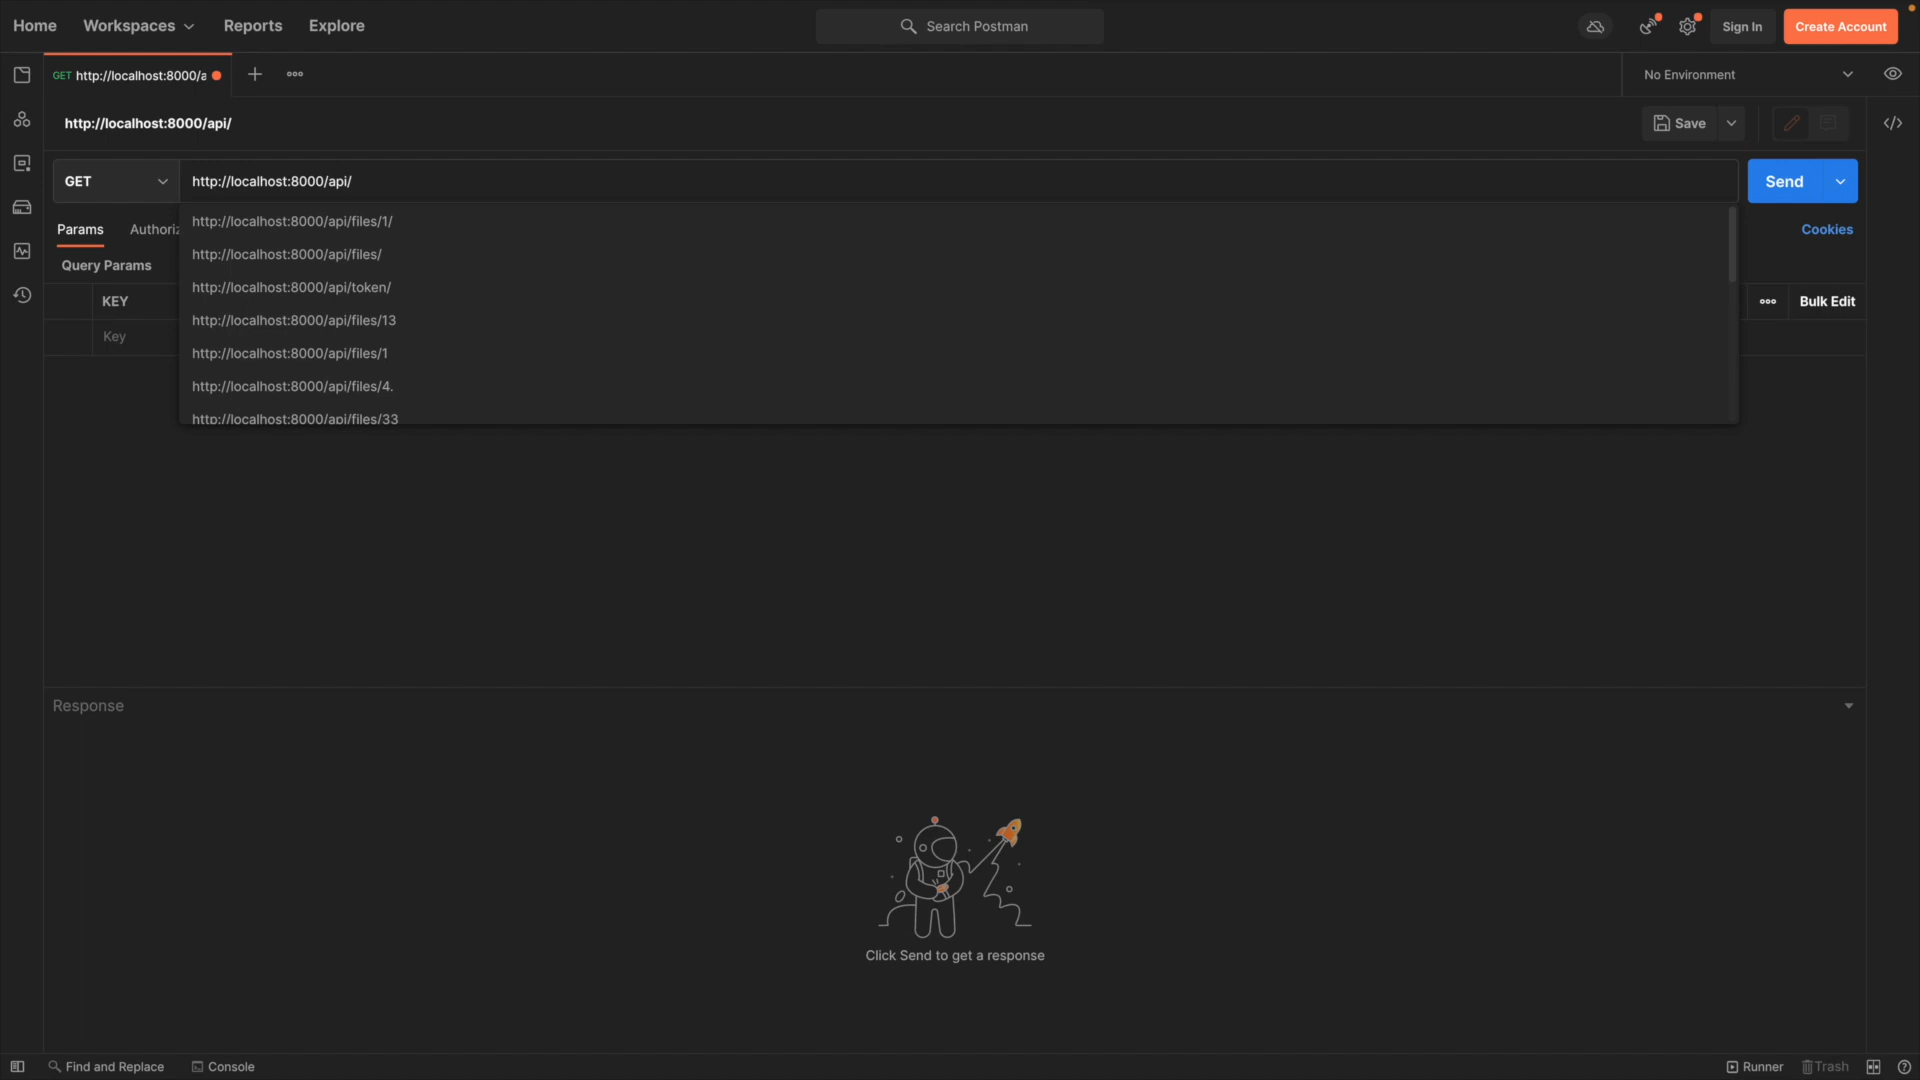 Home Workspaces Reports Explore Search Postman Sign In Create Account
GET http://localhost:8000/a No Environment
http://localhost:8000/api/ Save
GET http://localhost:8000/api/ Send
http://localhost:8000/api/files/1/
Params Authoriz Cookies
http://localhost:8000/api/files/
Query Params
http://localhost:8000/api/token/
KEY Bulk Edit
http://localhost:8000/api/files/13
Key
http://localhost:8000/api/files/1
http://localhost:8000/api/files/4.
http://localhost:8000/api/files/33
Response
Click Send to get a response
Find and Replace Console Runner Trash